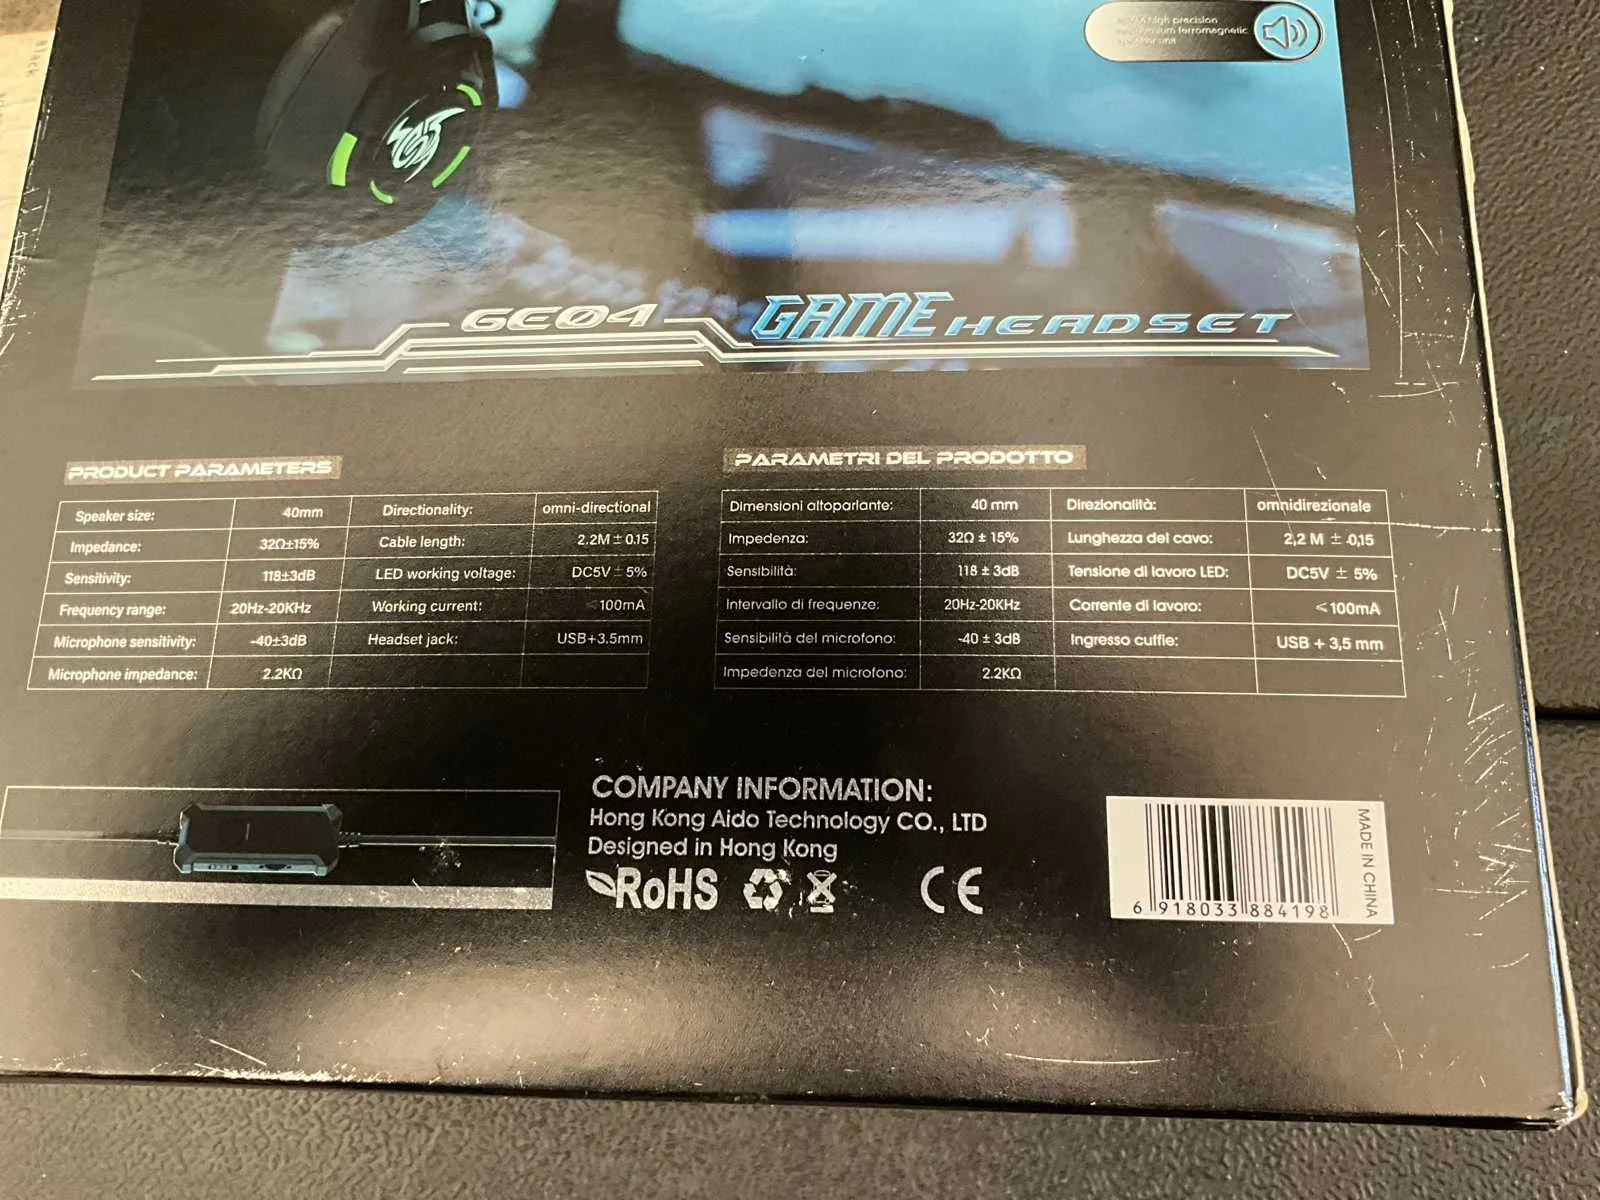 high precision
ferromagnetic
unit
GE04 GAME HEADSET
PRODUCT PARAMETERS
Speaker size: 40mm Directionality: omni-directional
Impedance: 32Ω±15% Cable length: 2.2M ± 0.15
Sensitivity: 118±3dB LED working voltage: DC5V ± 5%
Frequency range: 20Hz-20KHz Working current: ≤100mA
Microphone sensitivity: -40±3dB Headset jack: USB+3.5mm
Microphone impedance: 2.2KΩ
PARAMETRI DEL PRODOTTO
Dimensioni altoparlante: 40 mm Direzionalità: omnidirezionale
Impedenza: 32Ω ± 15% Lunghezza del cavo: 2,2 M ± 0,15
Sensibilità: 118 ± 3dB Tensione di lavoro LED: DC5V ± 5%
Intervallo di frequenze: 20Hz-20KHz Corrente di lavoro: ≤100mA
Sensibilità del microfono: -40 ± 3dB Ingresso cuffie: USB + 3,5 mm
Impedenza del microfono: 2.2KΩ
COMPANY INFORMATION:
Hong Kong Aido Technology CO., LTD
Designed in Hong Kong
RoHS CE
6 918033 884198
MADE IN CHINA